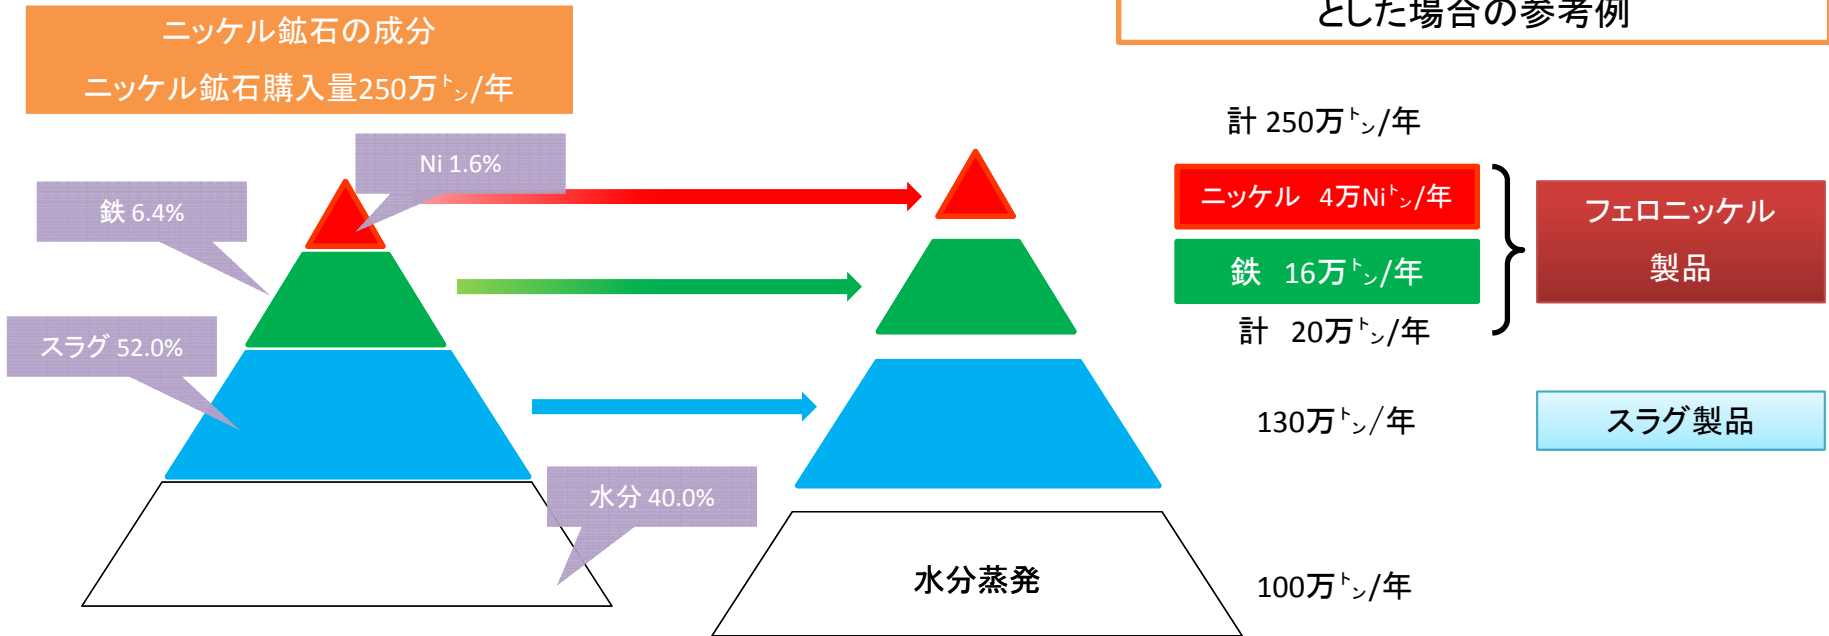 ニッケル鉱石の成分
ニッケル鉱石購入量250万トン/年
とした場合の参考例
計 250万トン/年
Ni 1.6%
鉄 6.4%
スラグ 52.0%
水分 40.0%
ニッケル 4万Niトン/年
鉄 16万トン/年
計 20万トン/年
フェロニッケル
製品
130万トン/年
スラグ製品
水分蒸発
100万トン/年